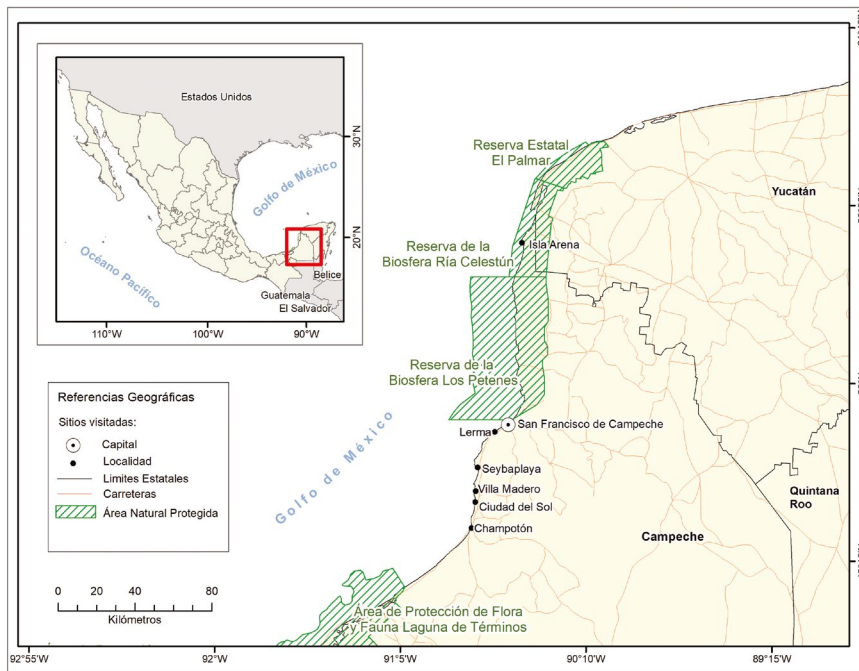 Estados Unidos
Golfo de México
Océano Pacífico
Belice
Guatemala
El Salvador
30°N
20°N
110°W
100°W
90°W
Reserva Estatal
El Palmar
Yucatán
Isla Arena
Reserva de la
Biosfera Ría Celestún
Reserva de la
Biosfera Los Petenes
San Francisco de Campeche
Lerma
Seybaplaya
Villa Madero
Ciudad del Sol
Champotón
Golfo de México
Quintana
Roo
Campeche
Área de Protección de Flora
y Fauna Laguna de Términos
Referencias Geográficas
Sitios visitadas:
Capital
Localidad
Limites Estatales
Carreteras
Área Natural Protegida
0 20 40 80
Kilómetros
92°55'W
92°W
91°5'W
90°10'W
89°15'W